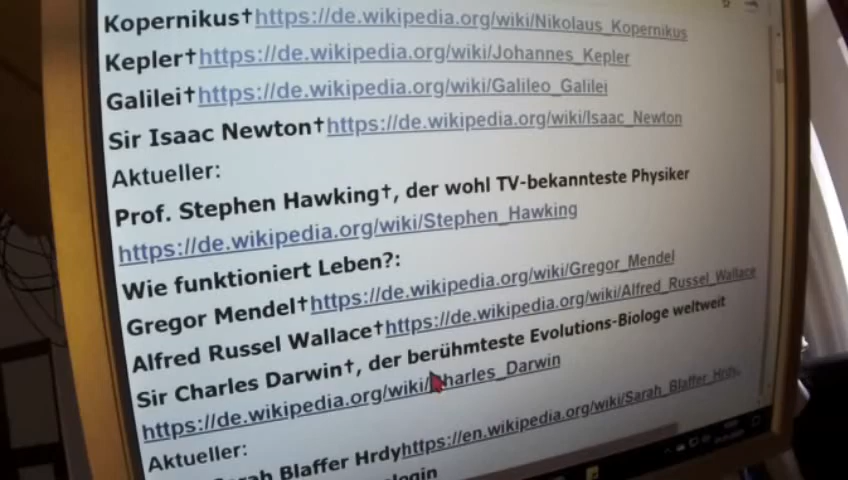 Kopernikus†https://de.wikipedia.org/wiki/Nikolaus_Kopernikus
Kepler†https://de.wikipedia.org/wiki/Johannes_Kepler
Galilei†https://de.wikipedia.org/wiki/Galileo_Galilei
Sir Isaac Newton†https://de.wikipedia.org/wiki/Isaac_Newton
Aktueller:
Prof. Stephen Hawking†, der wohl TV-bekannteste Physiker
https://de.wikipedia.org/wiki/Stephen_Hawking
Wie funktioniert Leben?:
Gregor Mendel†https://de.wikipedia.org/wiki/Gregor_Mendel
Alfred Russel Wallace†https://de.wikipedia.org/wiki/Alfred_Russel_Wallace
Sir Charles Darwin†, der berühmteste Evolutions-Biologe weltweit
https://de.wikipedia.org/wiki/Charles_Darwin
Aktueller:
Sarah Blaffer Hrdyhttps://en.wikipedia.org/wiki/Sarah_Blaffer_Hrdy,